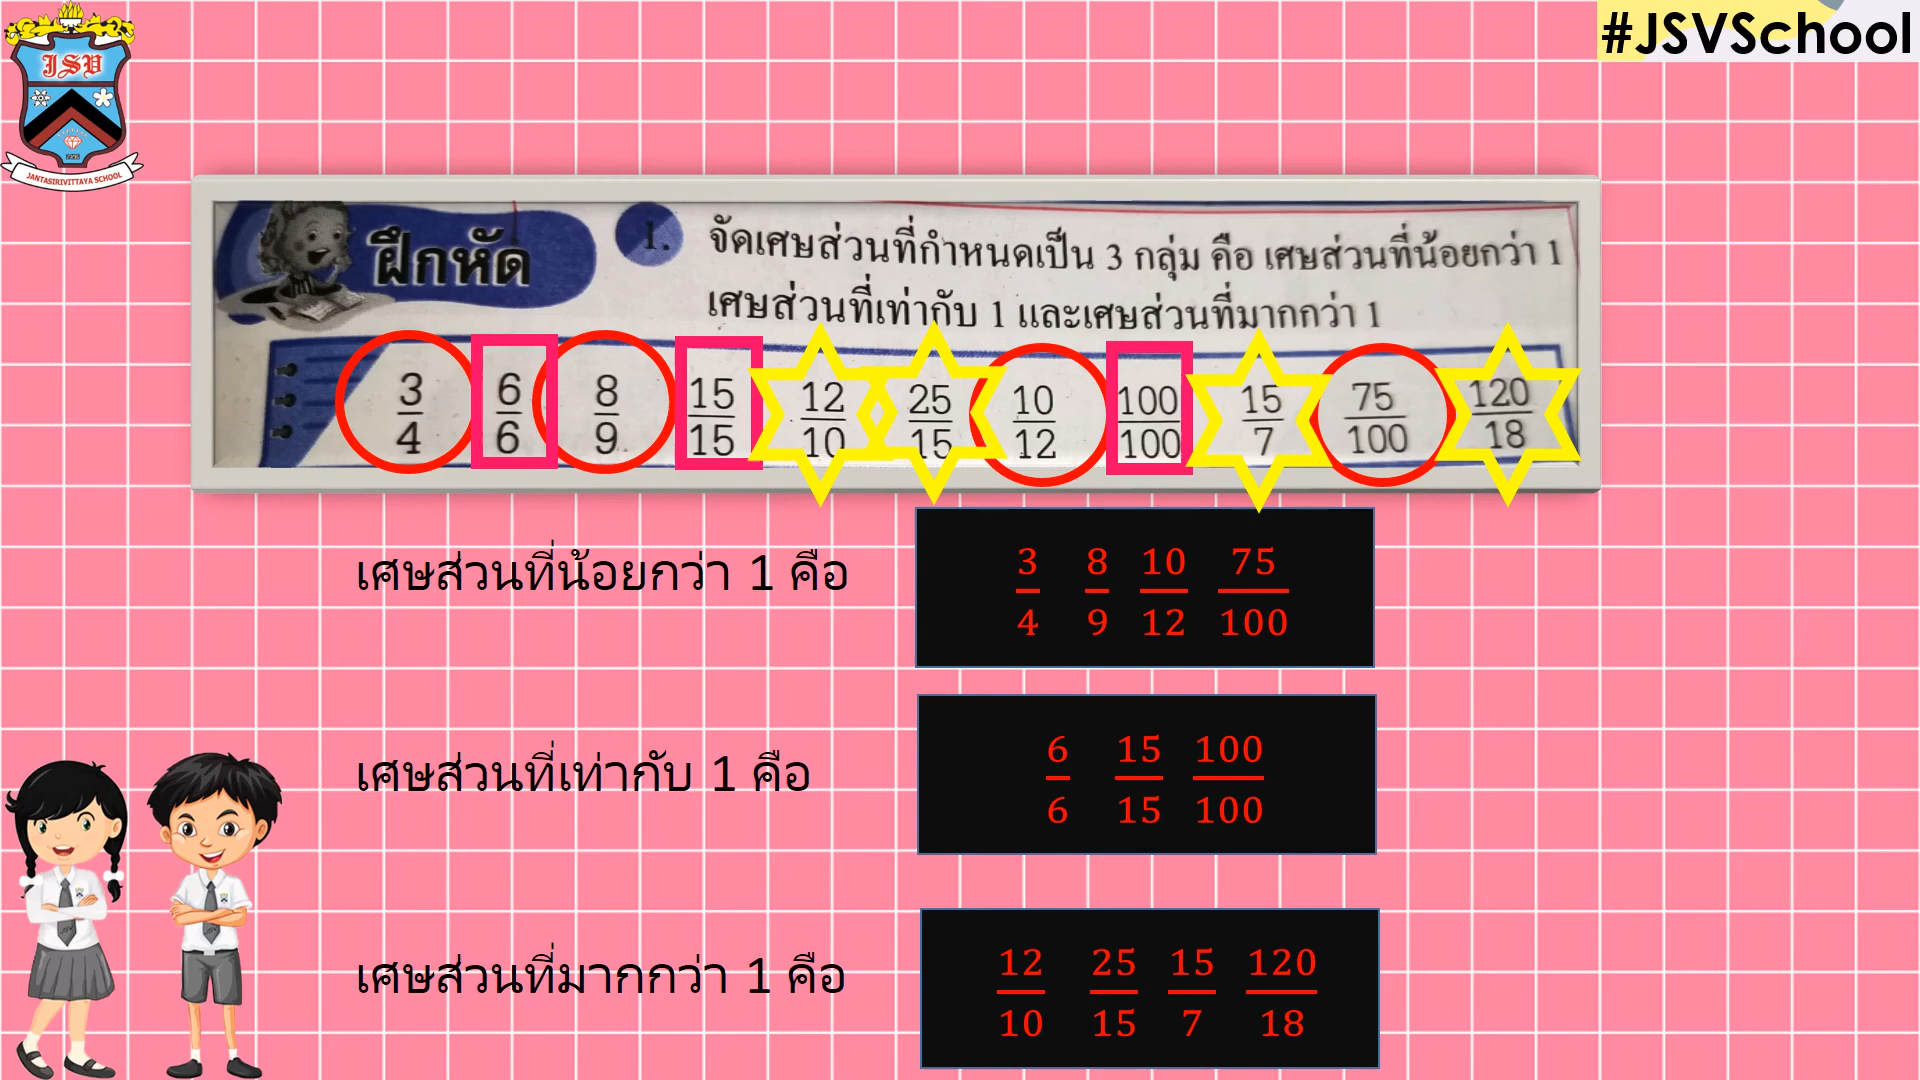 #JSVSchool
JSV
JANTASIRIVITTAYA SCHOOL
ฝึกหัด
1. จัดเศษส่วนที่กำหนดเป็น 3 กลุ่ม คือ เศษส่วนที่น้อยกว่า 1
เศษส่วนที่เท่ากับ 1 และเศษส่วนที่มากกว่า 1
3/4 6/6 8/9 15/15 12/10 25/15 10/12 100/100 15/7 75/100 120/18
เศษส่วนที่น้อยกว่า 1 คือ 3/4 8/9 10/12 75/100
เศษส่วนที่เท่ากับ 1 คือ 6/6 15/15 100/100
เศษส่วนที่มากกว่า 1 คือ 12/10 25/15 15/7 120/18